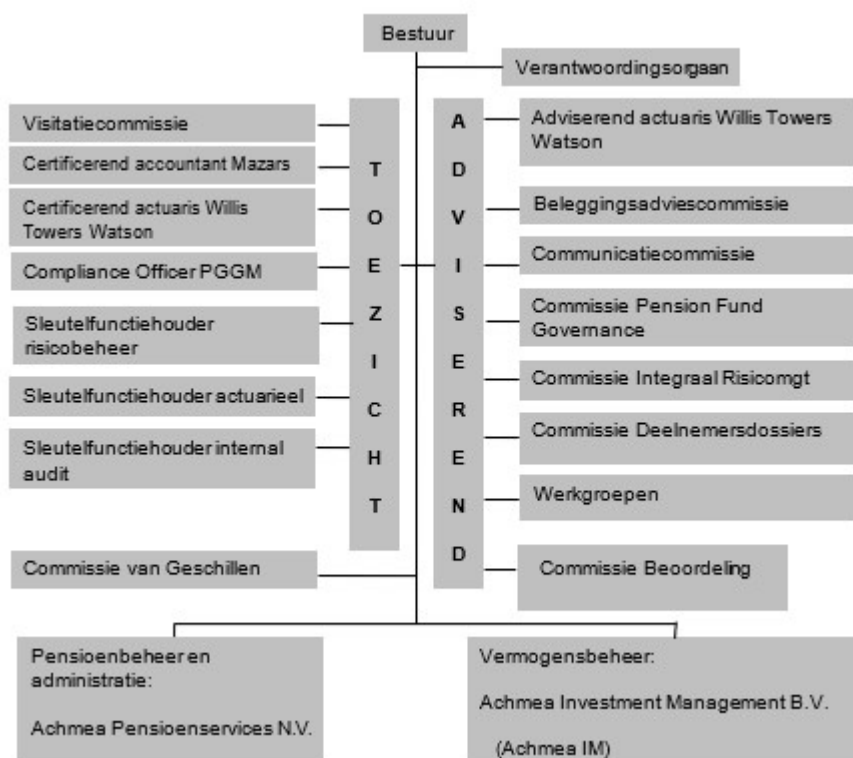 Bestuur
Verantwoordingsorgaan
Visitatiecommissie
Certificerend accountant Mazars
Certificerend actuaris Willis
Towers Watson
Compliance Officer PGGM
Sleutelfunctiehouder
risicobeheer
Sleutelfunctiehouder actuarieel
Sleutelfunctiehouder internal
audit
T
O
E
Z
I
C
H
T
A
D
V
I
S
E
R
E
N
D
Adviserend actuaris Willis Towers
Watson
Beleggingsadviescommissie
Communicatiecommissie
Commissie Pension Fund
Governance
Commissie Integraal Risicomgt
Commissie Deelnemersdossiers
Werkgroepen
Commissie Beoordeling
Commissie van Geschillen
Pensioenbeheer en
administratie:
Achmea Pensioenservices N.V.
Vermogensbeheer:
Achmea Investment Management B.V.
(Achmea IM)